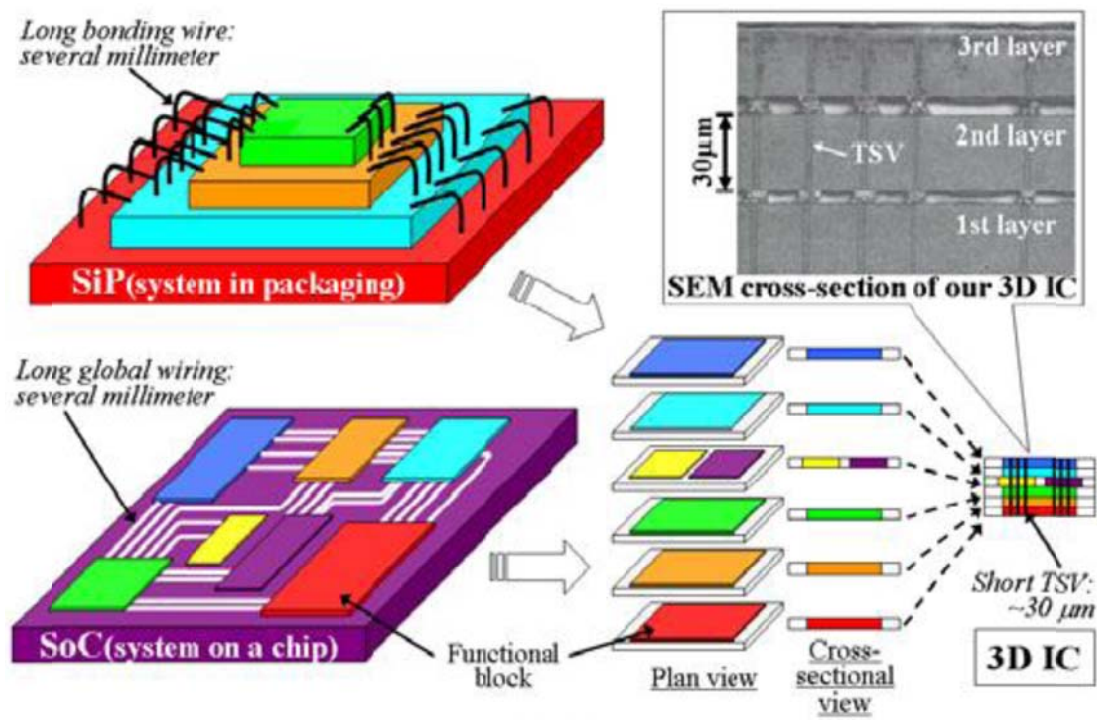 Long bonding wire:
several millimeter
SiP(system in packaging)
3rd layer
2nd layer
TSV
30μm
1st layer
SEM cross-section of our 3D IC
Long global wiring:
several millimeter
SoC(system on a chip)
Functional
block
Plan view
Cross-
sectional
view
Short TSV:
~30 μm
3D IC